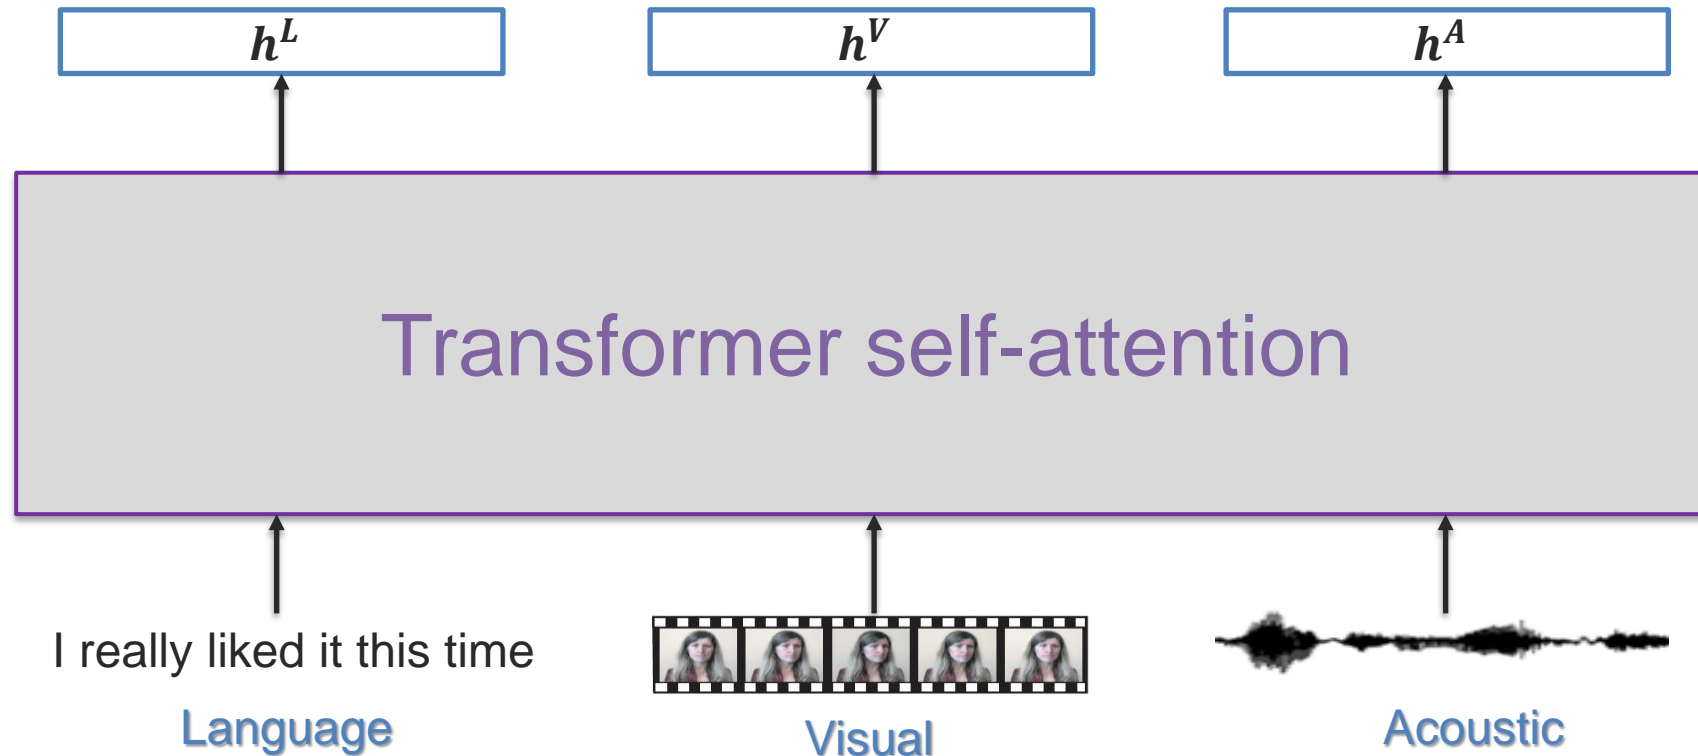 h^L
h^V
h^A
Transformer self-attention
I really liked it this time
Language
Visual
Acoustic